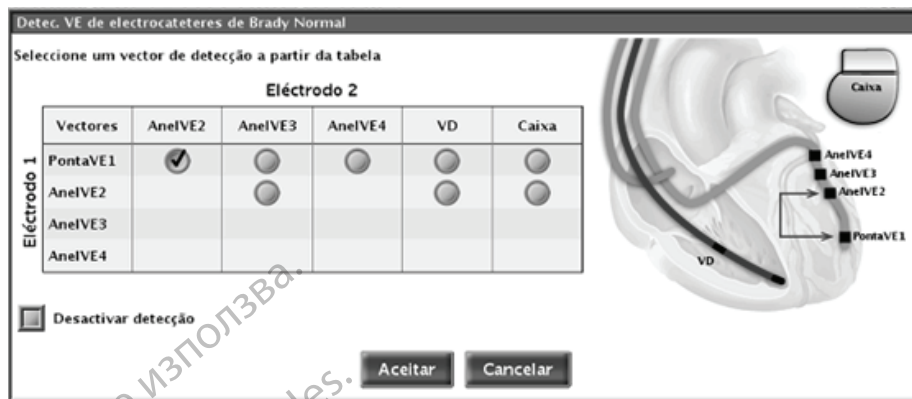 Detec. VE de electrocateteres de Brady Normal
Seleccione um vector de detecção a partir da tabela
Eléctrodo 2
Vectores AnelVE2 AnelVE3 AnelVE4 VD Caixa
Eléctrodo 1
PontaVE1
AnelVE2
AnelVE3
AnelVE4
Desactivar detecção
Aceitar Cancelar
Caixa
AnelVE4
AnelVE3
AnelVE2
PontaVE1
VD
използва.